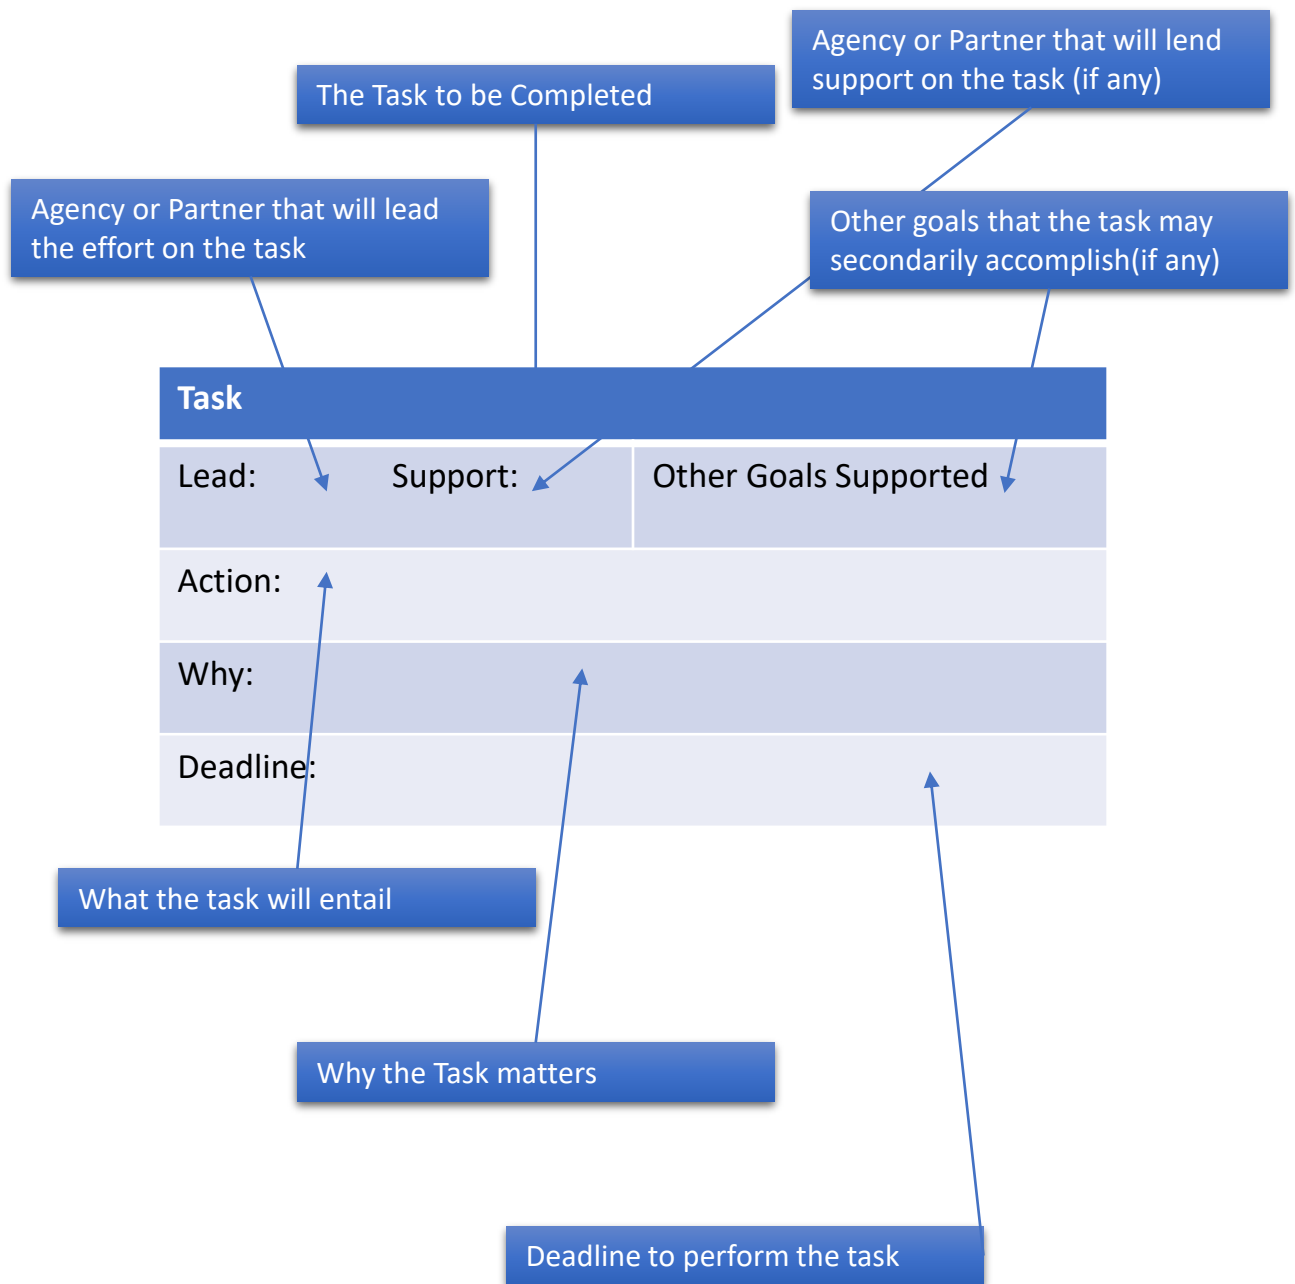 Agency or Partner that will lend
support on the task (if any)
The Task to be Completed
Agency or Partner that will lead
the effort on the task
Other goals that the task may
secondarily accomplish(if any)
Task
Lead: Support:
Other Goals Supported
Action:
Why:
Deadline:
What the task will entail
Why the Task matters
Deadline to perform the task